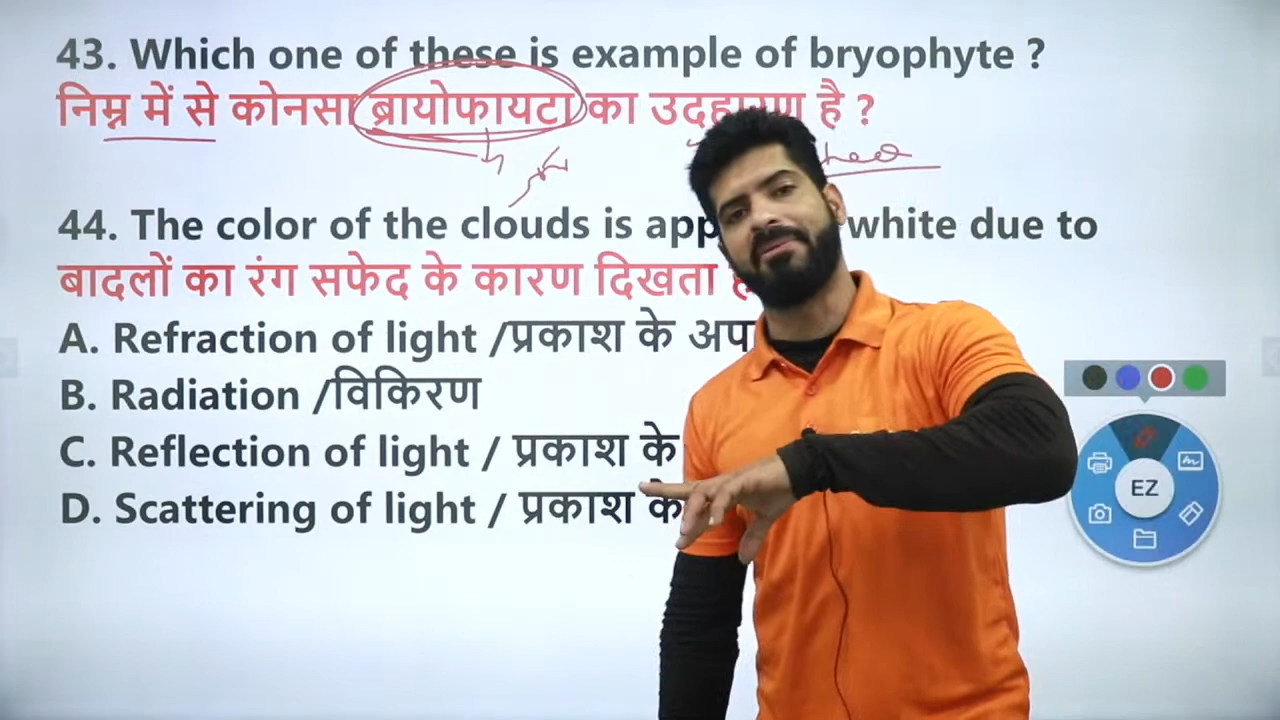 43. Which one of these is example of bryophyte ?
निम्न में से कोनसा ब्रायोफायटा का उदहारण है ?
44. The color of the clouds is white due to
बादलों का रंग सफेद के कारण दिखता
A. Refraction of light /प्रकाश के
B. Radiation /विकिरण
C. Reflection of light / प्रकाश के
D. Scattering of light / प्रकाश के
EZ